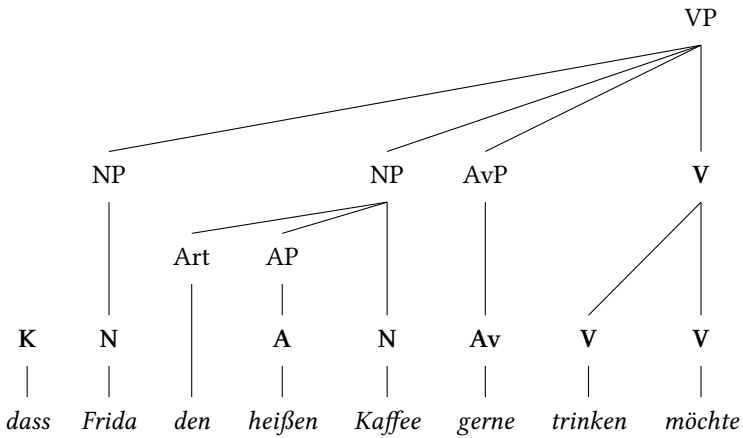 VP
NP NP AvP V
Art AP
K N A N Av V V
dass Frida den heißen Kaffee gerne trinken möchte